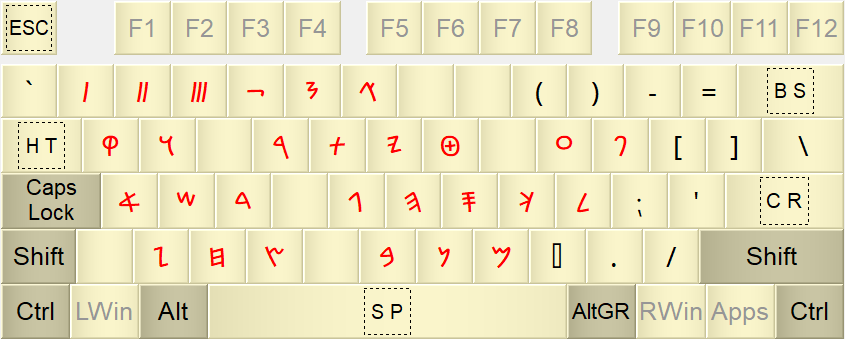 ESC F1 F2 F3 F4 F5 F6 F7 F8 F9 F10 F11 F12
` 𐤖 𐤚 𐤛 𐤗 𐤘 𐤙 ( ) - = BS
HT 𐤒 𐤅 𐤓 𐤕 𐤉 𐤈 𐤏 𐤐 [ ] \
Caps Lock 𐤀 𐤔 𐤃 𐤂 𐤄 𐤎 𐤊 𐤋 ; ' CR
Shift 𐤆 𐤇 𐤑 𐤁 𐤍 𐤌 ▯ . / Shift
Ctrl LWin Alt SP AltGR RWin Apps Ctrl